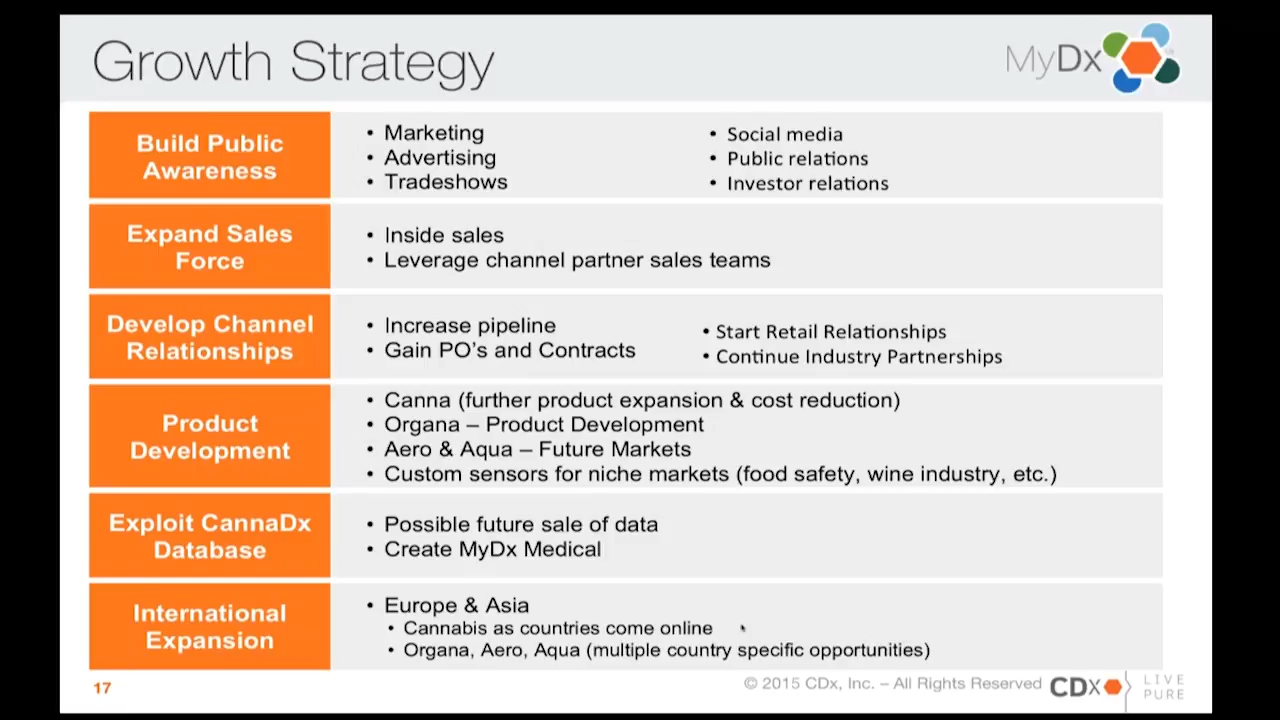 Growth Strategy
MyDx
Build Public
Awareness
• Marketing
• Advertising
• Tradeshows
• Social media
• Public relations
• Investor relations
Expand Sales
Force
• Inside sales
• Leverage channel partner sales teams
Develop Channel
Relationships
• Increase pipeline
• Gain PO's and Contracts
• Start Retail Relationships
• Continue Industry Partnerships
Product
Development
• Canna (further product expansion & cost reduction)
• Organa – Product Development
• Aero & Aqua – Future Markets
• Custom sensors for niche markets (food safety, wine industry, etc.)
Exploit CannaDx
Database
• Possible future sale of data
• Create MyDx Medical
International
Expansion
• Europe & Asia
• Cannabis as countries come online
• Organa, Aero, Aqua (multiple country specific opportunities)
17
© 2015 CDx, Inc. – All Rights Reserved
CDx
LIVE
PURE